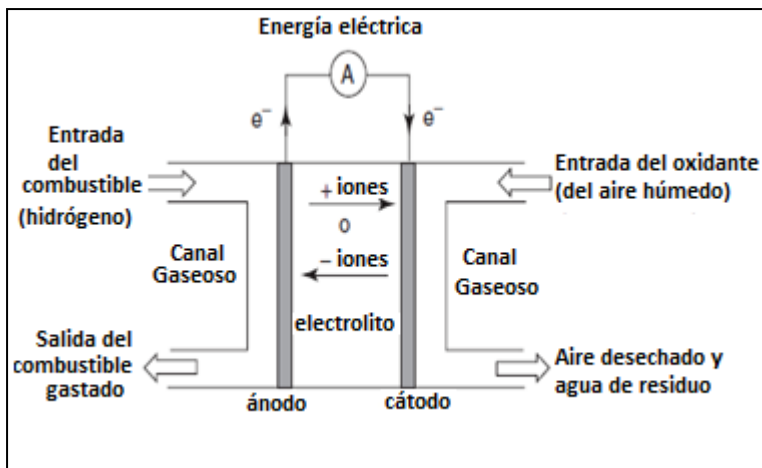 Energía eléctrica
A
e⁻
e⁻
Entrada
del
combustible
(hidrógeno)
+ iones
o
− iones
Entrada del oxidante
(del aire húmedo)
Canal
Gaseoso
Canal
Gaseoso
electrolito
Salida del
combustible
gastado
Aire desechado y
agua de residuo
ánodo
cátodo